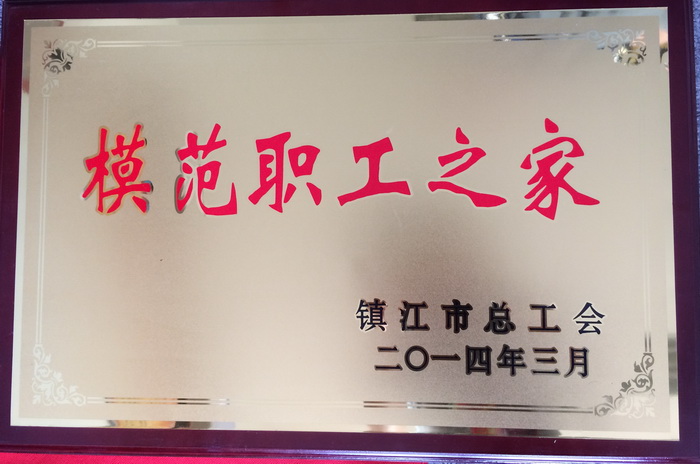 模范职工之家
镇江市总工会
二〇一四年三月